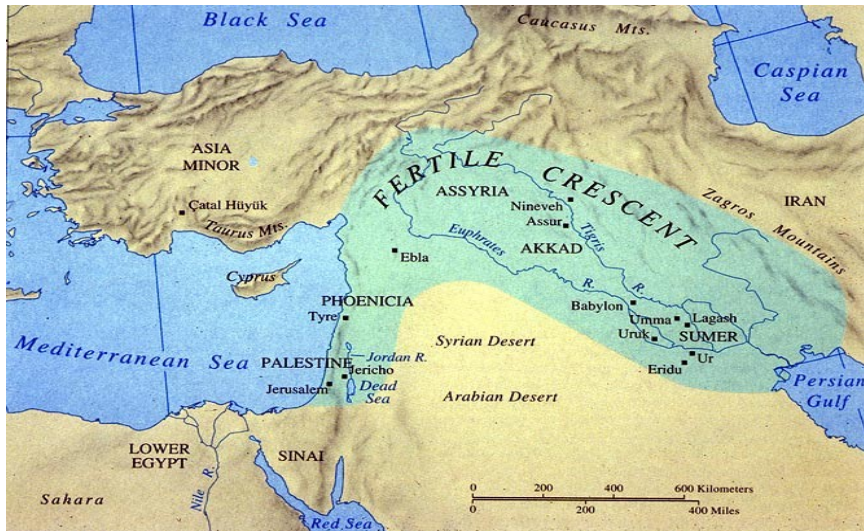 Black Sea
Caucasus Mts.
Caspian
Sea
ASIA
MINOR
Çatal Hüyük
Taurus Mts.
FERTILE CRESCENT
ASSYRIA
Nineveh
Assur
AKKAD
Tigris
R.
Euphrates
R.
IRAN
Zagros Mountains
Ebla
Cyprus
PHOENICIA
Tyre
Babylon
Umma
Lagash
Uruk
SUMER
Ur
Eridu
Mediterranean Sea
Syrian Desert
PALESTINE
Jordan R.
Jericho
Jerusalem
Dead
Sea
Arabian Desert
Persian
Gulf
LOWER
EGYPT
SINAI
Nile R.
Sahara
Red Sea
0 200 400 600 Kilometers
0 200 400 Miles